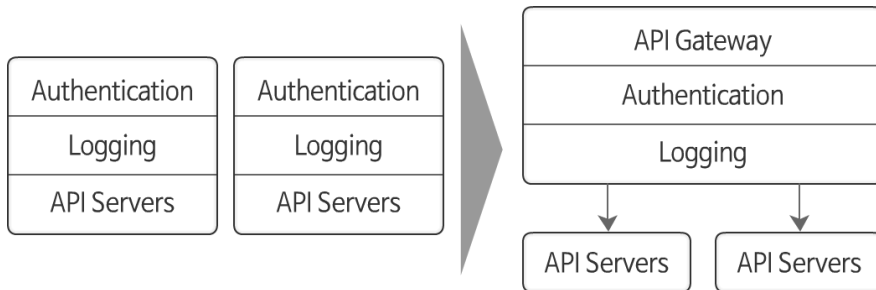 Authentication
Logging
API Servers
Authentication
Logging
API Servers
API Gateway
Authentication
Logging
API Servers
API Servers